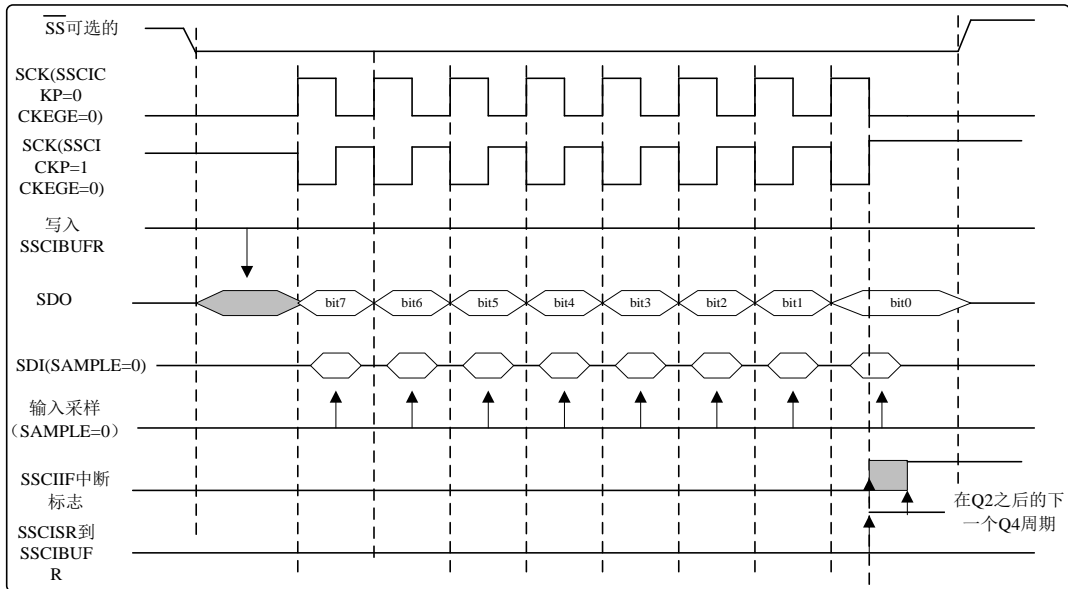 SS可选的
SCK(SSCIC
KP=0
CKEGE=0)
SCK(SSCI
CKP=1
CKEGE=0)
写入
SSCIBUFR
SDO
bit7
bit6
bit5
bit4
bit3
bit2
bit1
bit0
SDI(SAMPLE=0)
输入采样
（SAMPLE=0）
SSCIIF中断
标志
在Q2之后的下
一个Q4周期
SSCISR到
SSCIBUF
R